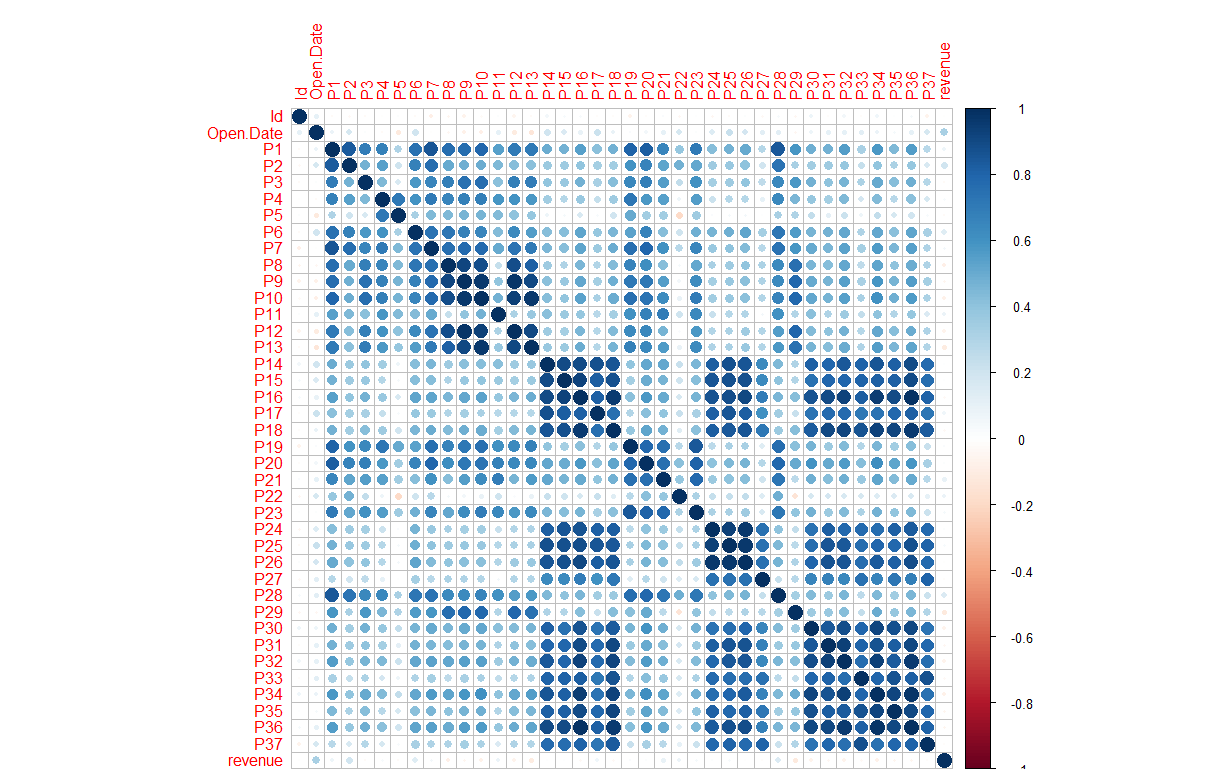 Id Open.Date P1 P2 P3 P4 P5 P6 P7 P8 P9 P10 P11 P12 P13 P14 P15 P16 P17 P18 P19 P20 P21 P22 P23 P24 P25 P26 P27 P28 P29 P30 P31 P32 P33 P34 P35 P36 P37 revenue
Id
Open.Date
P1
P2
P3
P4
P5
P6
P7
P8
P9
P10
P11
P12
P13
P14
P15
P16
P17
P18
P19
P20
P21
P22
P23
P24
P25
P26
P27
P28
P29
P30
P31
P32
P33
P34
P35
P36
P37
revenue
1
0.8
0.6
0.4
0.2
0
-0.2
-0.4
-0.6
-0.8
-1